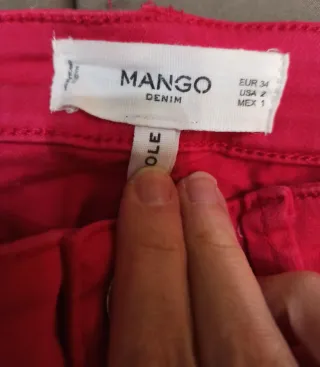 MANGO
DENIM
EUR 34
USA 2
MEX 1
OLE